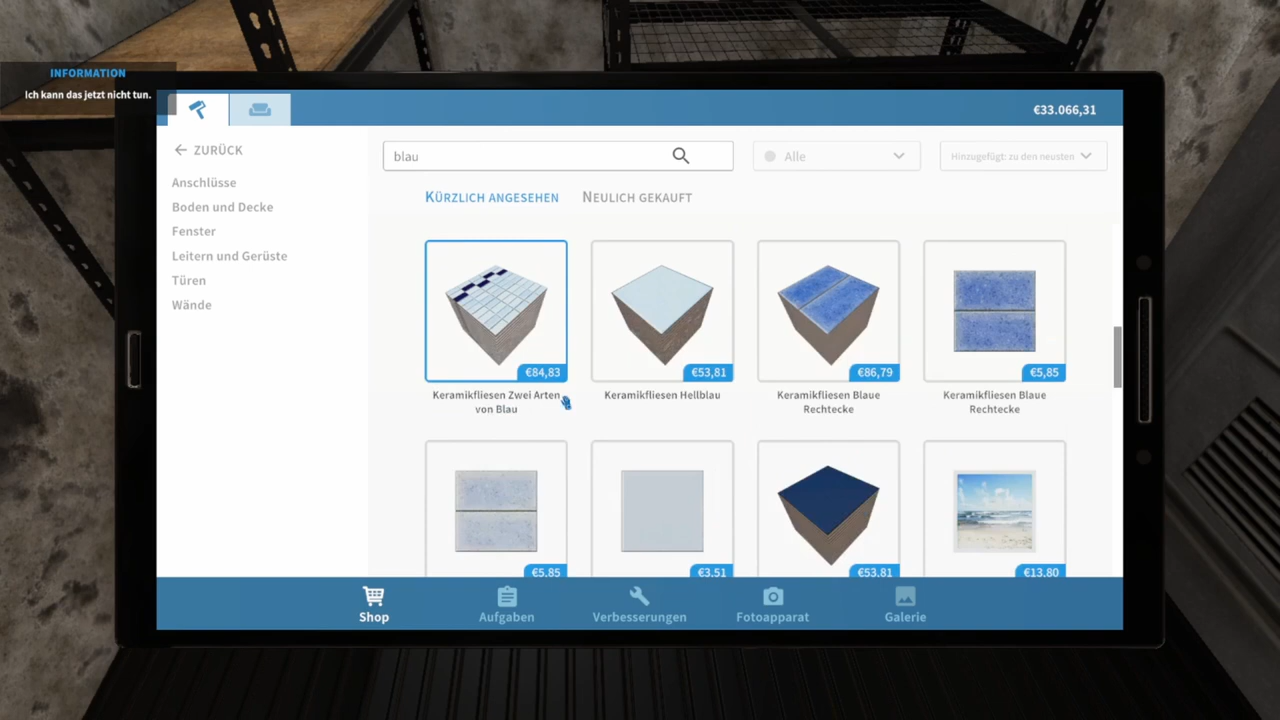 INFORMATION
Ich kann das jetzt nicht tun.
€33.066,31
ZURÜCK
Anschlüsse
Boden und Decke
Fenster
Leitern und Gerüste
Türen
Wände
blau
Alle
Hinzugefügt: zu den neusten
KÜRZLICH ANGESEHEN
NEULICH GEKAUFT
€84,83
Keramikfliesen Zwei Arten
von Blau
€53,81
Keramikfliesen Hellblau
€86,79
Keramikfliesen Blaue
Rechtecke
€5,85
Keramikfliesen Blaue
Rechtecke
€5,85
€3,51
€53,81
€13,80
Shop
Aufgaben
Verbesserungen
Fotoapparat
Galerie